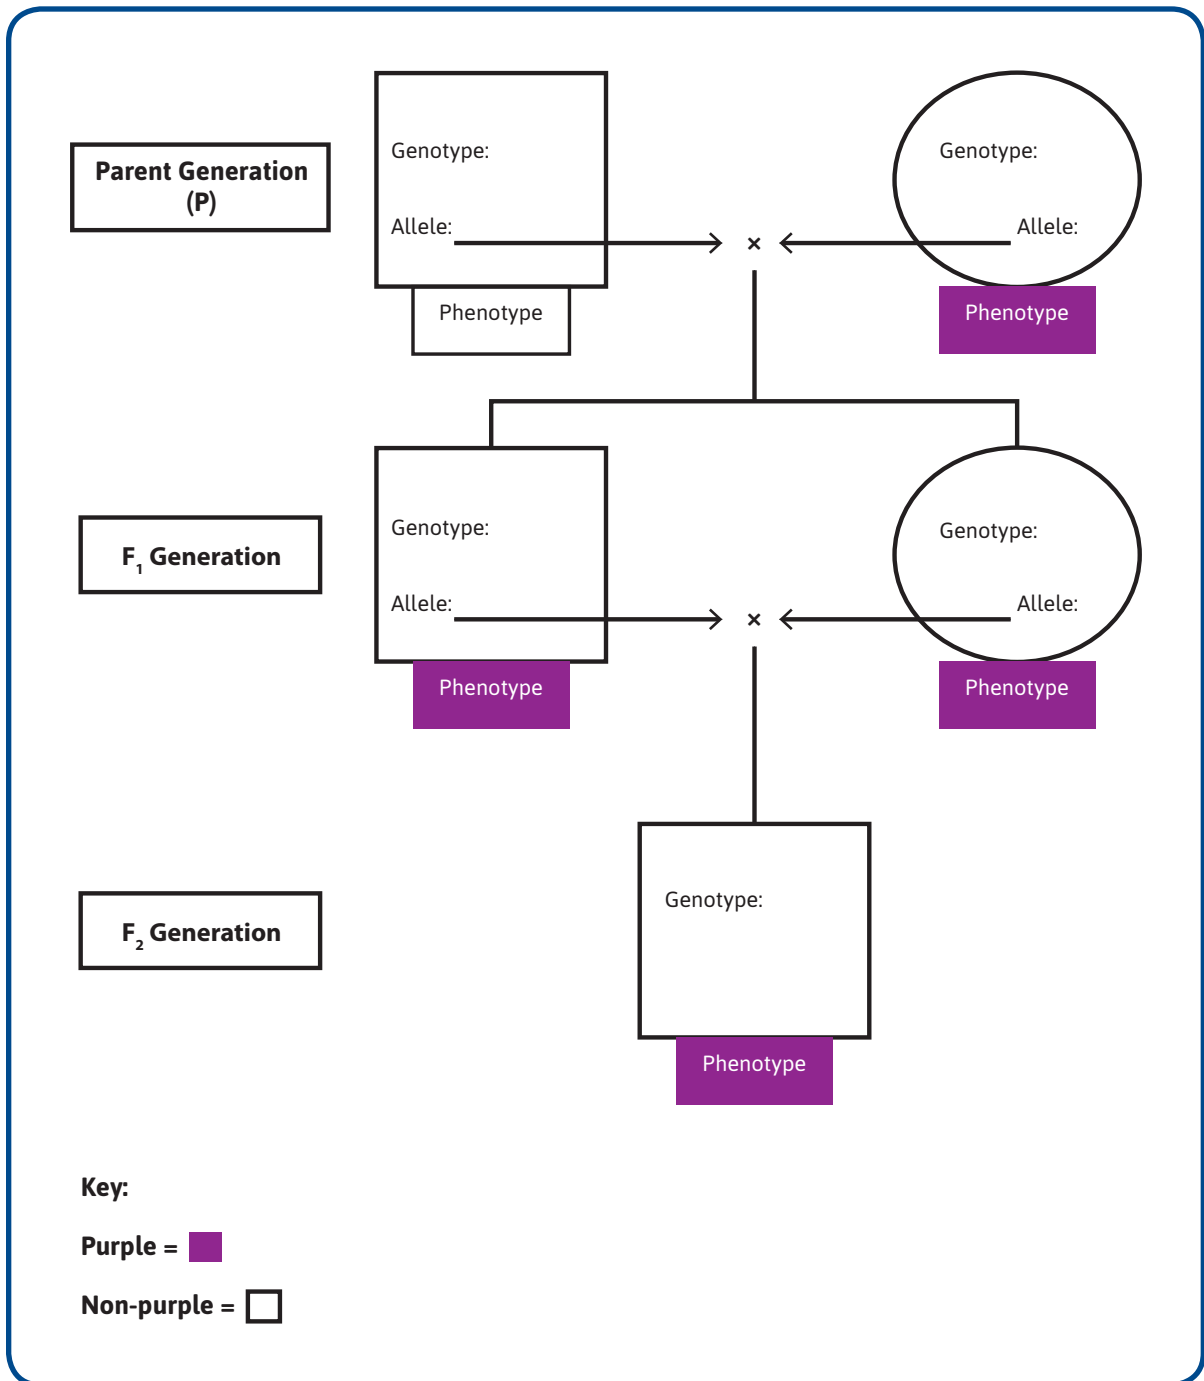 Parent Generation
(P)
Genotype:
Allele:
Phenotype
×
Genotype:
Allele:
Phenotype
F₁ Generation
Genotype:
Allele:
Phenotype
×
Genotype:
Allele:
Phenotype
F₂ Generation
Genotype:
Phenotype
Key:
Purple =
Non-purple =